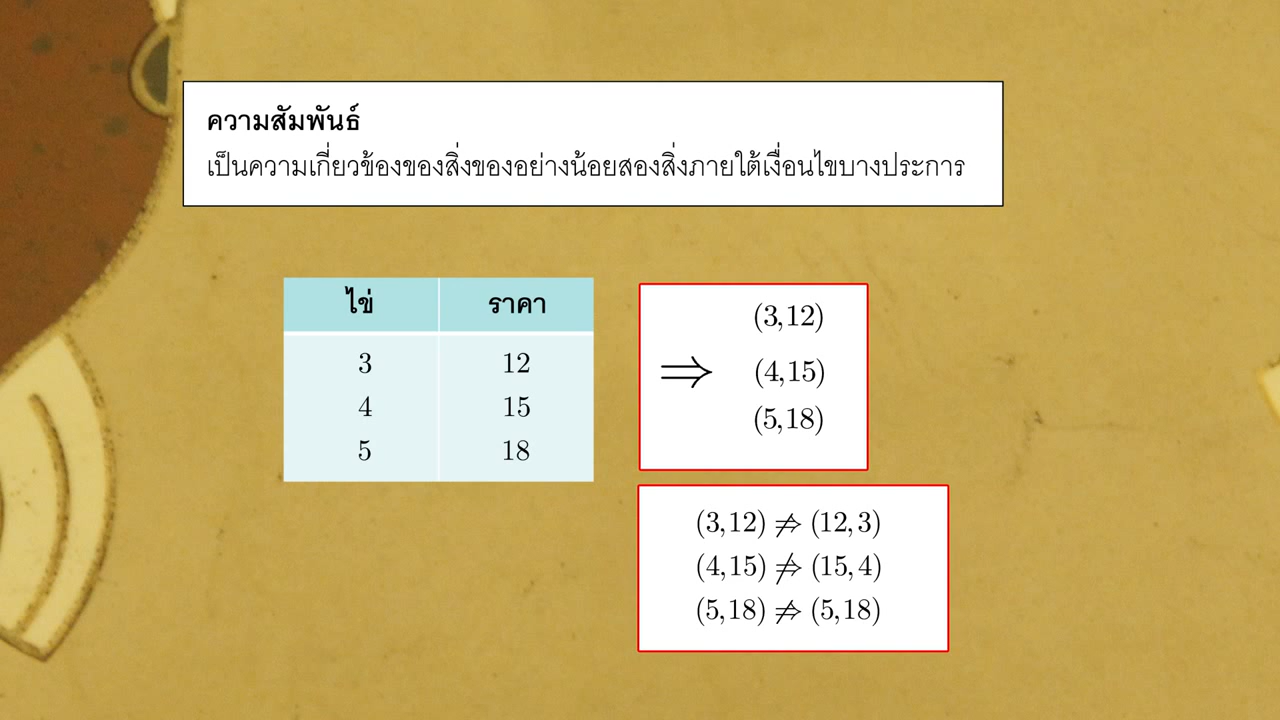 ความสัมพันธ์
เป็นความเกี่ยวข้องของสิ่งของอย่างน้อยสองสิ่งภายใต้เงื่อนไขบางประการ
ไข่ ราคา
3 12
4 15
5 18
(3,12)
⇒ (4,15)
(5,18)
(3,12) ⇏ (12,3)
(4,15) ⇏ (15,4)
(5,18) ⇏ (5,18)